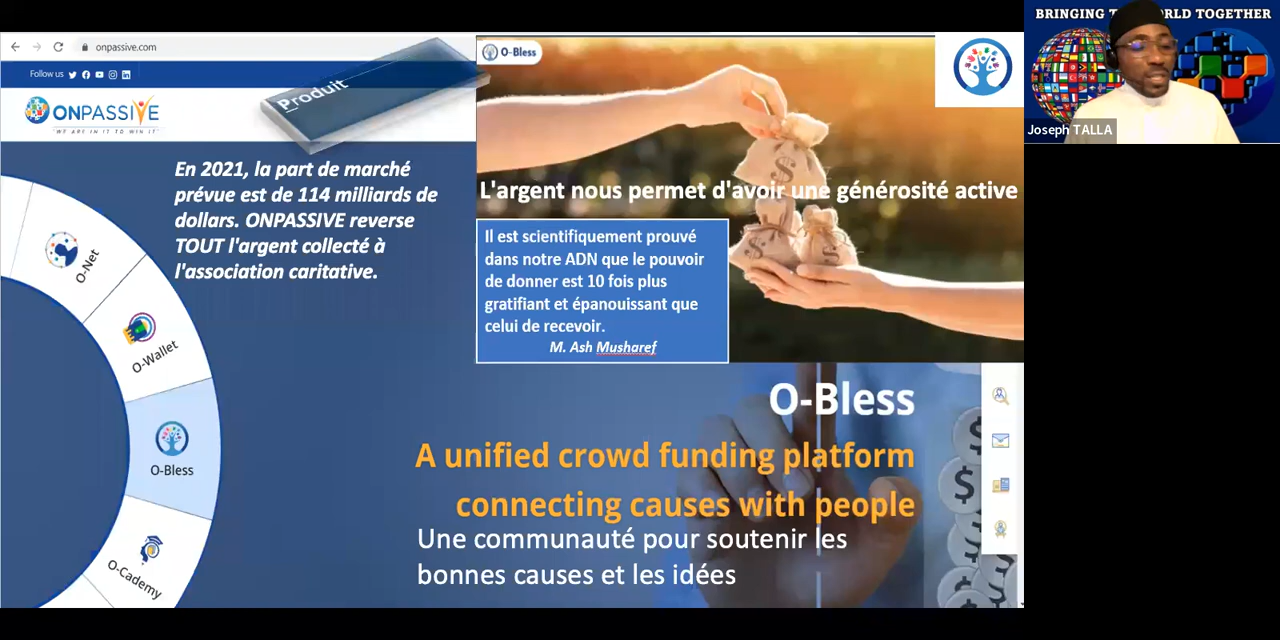 onpassive.com
Follow us
ONPASSIVE
"WE ARE IN IT TO WIN IT"
Produit
En 2021, la part de marché
prévue est de 114 milliards de
dollars. ONPASSIVE reverse
TOUT l'argent collecté à
l'association caritative.
O-Net
O-Wallet
O-Bless
O-Cademy
O-Bless
L'argent nous permet d'avoir une générosité active
Il est scientifiquement prouvé
dans notre ADN que le pouvoir
de donner est 10 fois plus
gratifiant et épanouissant que
celui de recevoir.
M. Ash Musharef
O-Bless
A unified crowd funding platform
connecting causes with people
Une communauté pour soutenir les
bonnes causes et les idées
BRINGING T RLD TOGETHER
Joseph TALLA